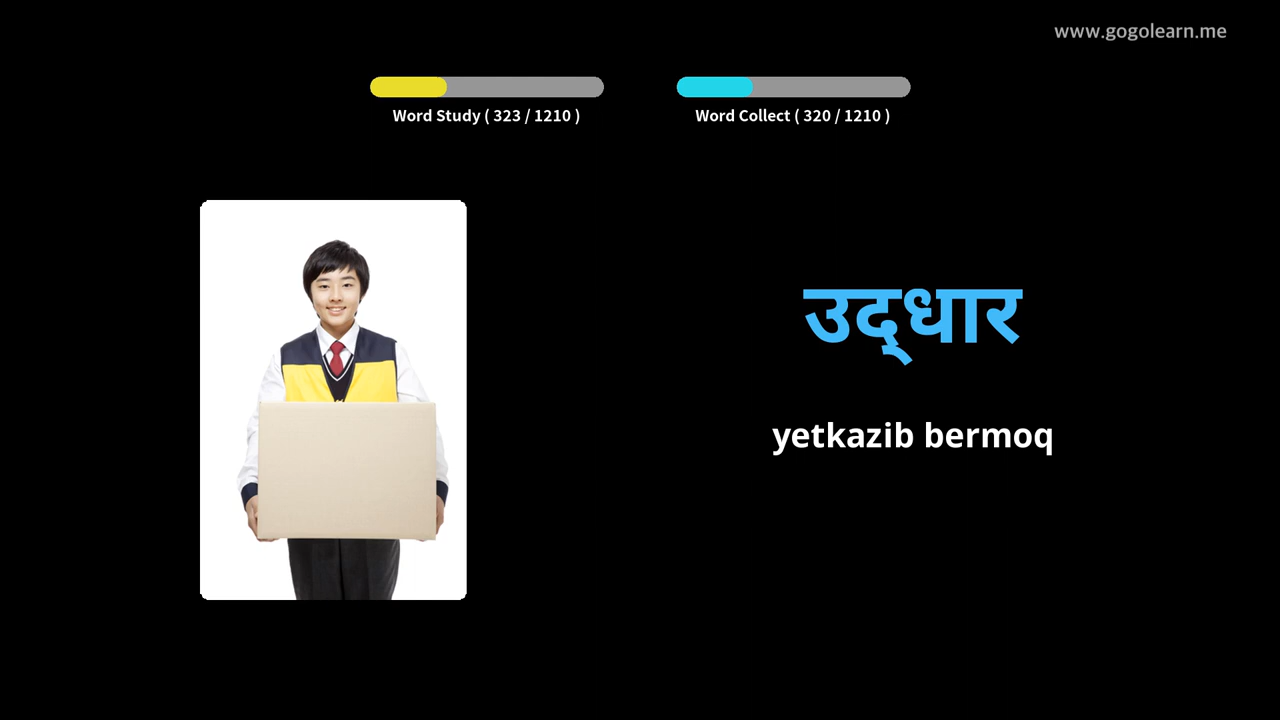 www.gogolearn.me
Word Study ( 323 / 1210 )
Word Collect ( 320 / 1210 )
उद्‌धार
yetkazib bermoq